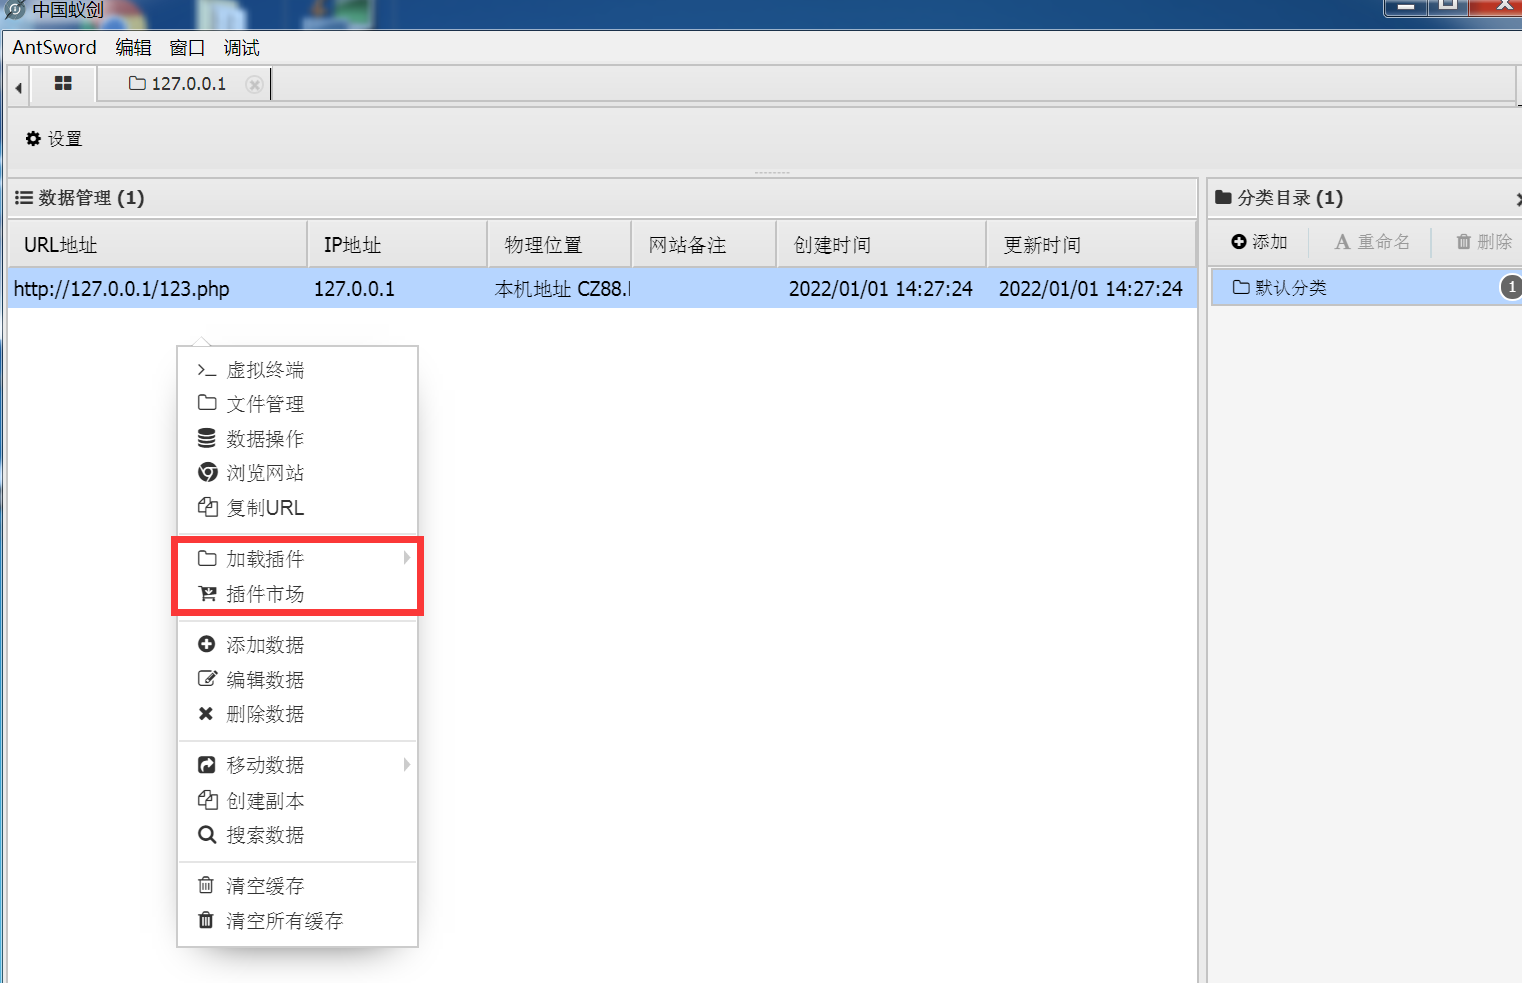 中国蚁剑
AntSword 编辑 窗口 调试
127.0.0.1
设置
数据管理 (1)
URL地址 IP地址 物理位置 网站备注 创建时间 更新时间
http://127.0.0.1/123.php 127.0.0.1 本机地址 CZ88. 2022/01/01 14:27:24 2022/01/01 14:27:24
虚拟终端
文件管理
数据操作
浏览网站
复制URL
加载插件
插件市场
添加数据
编辑数据
删除数据
移动数据
创建副本
搜索数据
清空缓存
清空所有缓存
分类目录 (1)
添加 重命名 删除
默认分类 1